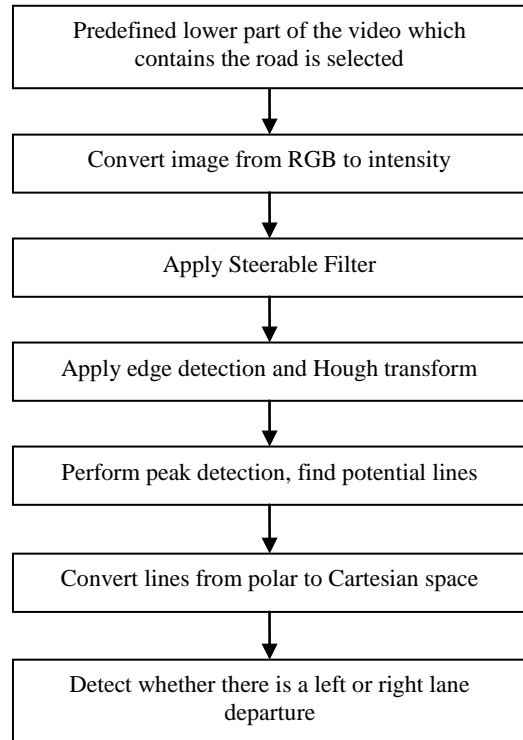 Predefined lower part of the video which
contains the road is selected
Convert image from RGB to intensity
Apply Steerable Filter
Apply edge detection and Hough transform
Perform peak detection, find potential lines
Convert lines from polar to Cartesian space
Detect whether there is a left or right lane
departure